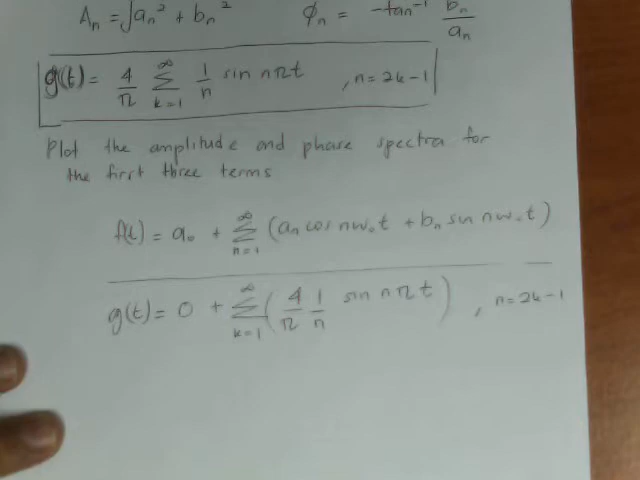 Aₙ = √aₙ² + bₙ² ϕₙ = -tan⁻¹ bₙ/aₙ
g(t) = 4/π ∞∑k=1 1/n sin nπt , n = 2k-1
Plot the amplitude and phase spectra for
the first three terms
f(t) = a₀ + ∞∑n=1 (aₙ cos nω₀t + bₙ sin nω₀t)
g(t) = 0 + ∞∑k=1 (4/π 1/n sin nπt) , n = 2k-1